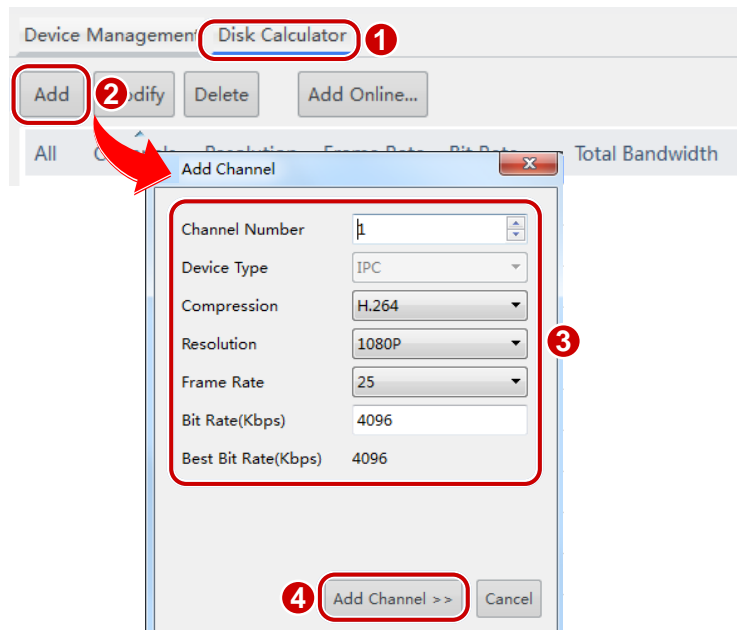 Device Management Disk Calculator 1
Add 2 Modify Delete Add Online...
All Channels Resolution Frame Rate Bit Rate Total Bandwidth
Add Channel
Channel Number 1
Device Type IPC
Compression H.264
Resolution 1080P
3
Frame Rate 25
Bit Rate(Kbps) 4096
Best Bit Rate(Kbps) 4096
4 Add Channel >> Cancel